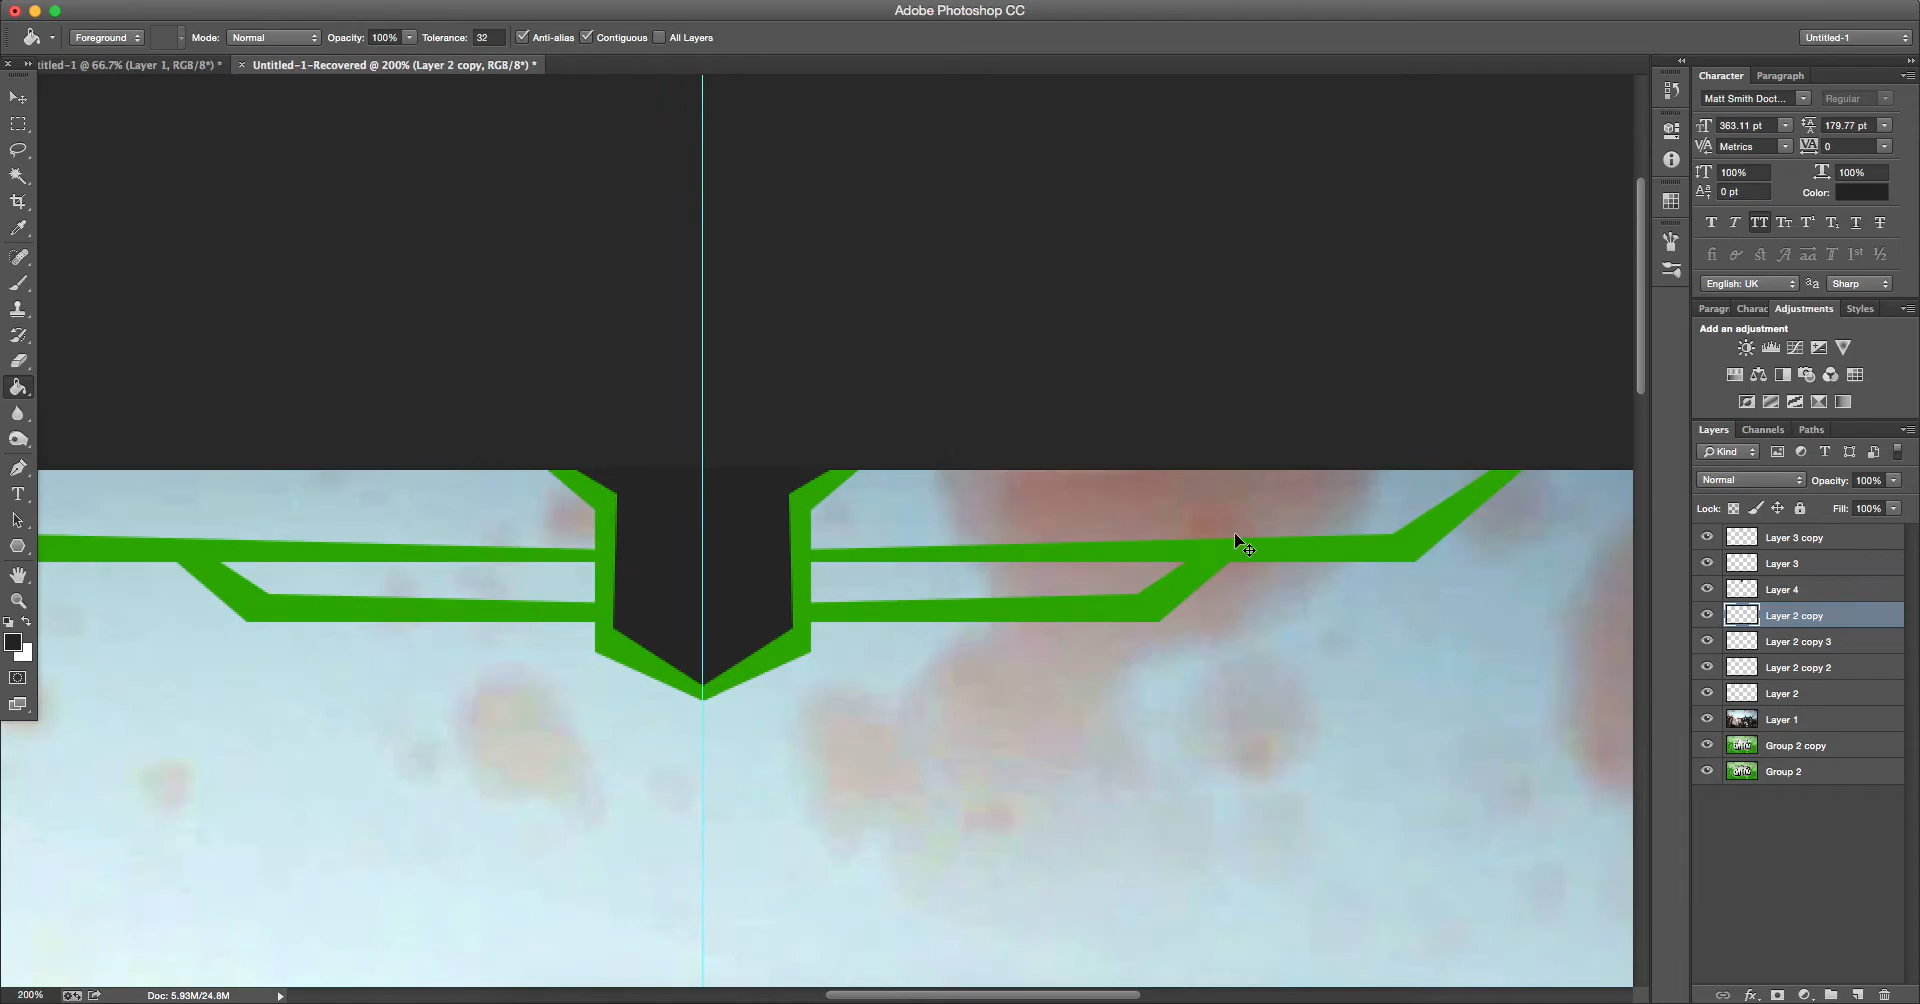 Adobe Photoshop CC
Foreground Mode: Normal Opacity: 100% Tolerance: 32 Anti-alias Contiguous All Layers Untitled-1
titled-1 @ 66.7% (Layer 1, RGB/8*) * Untitled-1-Recovered @ 200% (Layer 2 copy, RGB/8*) *
Character Paragraph
Matt Smith Doct... Regular
363.11 pt 179.77 pt
Metrics 0
100% 100%
0 pt Color:
English: UK Sharp
Paragr Charac Adjustments Styles
Add an adjustment
Layers Channels Paths
Kind
Normal Opacity: 100%
Lock: Fill: 100%
Layer 3 copy
Layer 3
Layer 4
Layer 2 copy
Layer 2 copy 3
Layer 2 copy 2
Layer 2
Layer 1
Group 2 copy
Group 2
200% Doc: 5.93M/24.8M